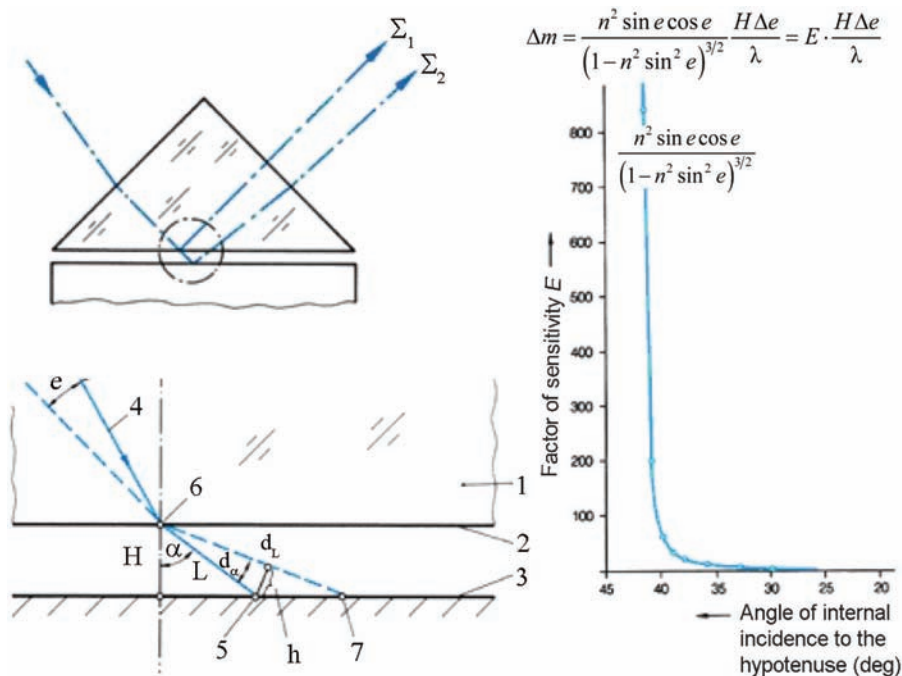 Σ₁
Σ₂
Δm = n² sin e cos e / (1 − n² sin² e)^{3/2} HΔe / λ = E · HΔe / λ
n² sin e cos e / (1 − n² sin² e)^{3/2}
800
700
600
500
400
300
200
100
45 40 35 30 25 20
Factor of sensitivity E
Angle of internal
incidence to the
hypotenuse (deg)
e
4
6
1
2
H
α
L
d_α
d_L
3
5
h
7